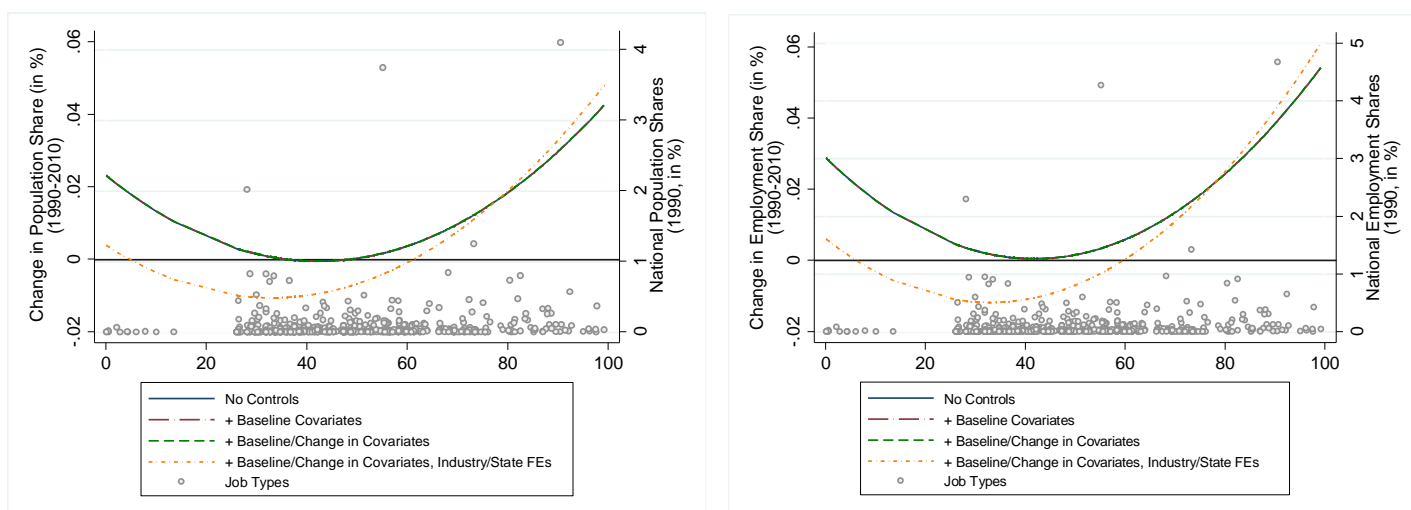 Change in Population Share (in %)
(1990-2010)
.06
.04
.02
0
-.02
4
3
2
1
0
National Population Shares
(1990, in %)
0 20 40 60 80 100
No Controls
+ Baseline Covariates
+ Baseline/Change in Covariates
+ Baseline/Change in Covariates, Industry/State FEs
Job Types
Change in Employment Share (in %)
(1990-2010)
.06
.04
.02
0
-.02
5
4
3
2
1
0
National Employment Shares
(1990, in %)
0 20 40 60 80 100
No Controls
+ Baseline Covariates
+ Baseline/Change in Covariates
+ Baseline/Change in Covariates, Industry/State FEs
Job Types